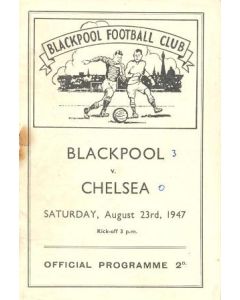 BLACKPOOL FOOTBALL CLUB
BLACKPOOL 3
v.
CHELSEA 0
SATURDAY, August 23rd, 1947
Kick-off 3 p.m.
OFFICIAL PROGRAMME 2ᴰ·